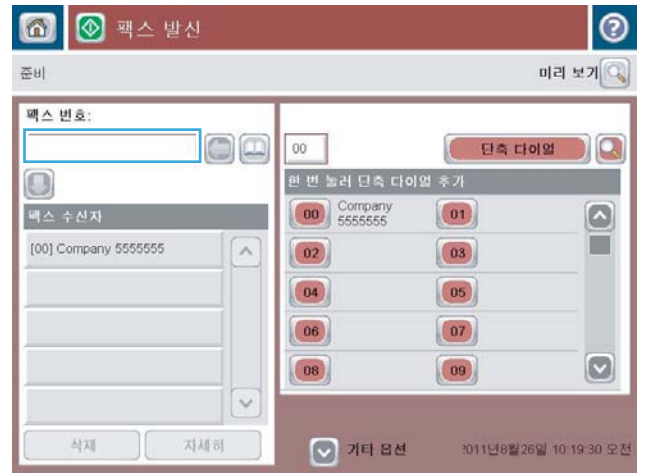 팩스 발신
준비
미리 보기
팩스 번호:
00
단축 다이얼
한 번 눌러 단축 다이얼 추가
팩스 수신자
[00] Company 5555555
00 Company 5555555
01
02
03
04
05
06
07
08
09
삭제
자세히
기타 옵션
2011년8월26일 10:19:30 오전